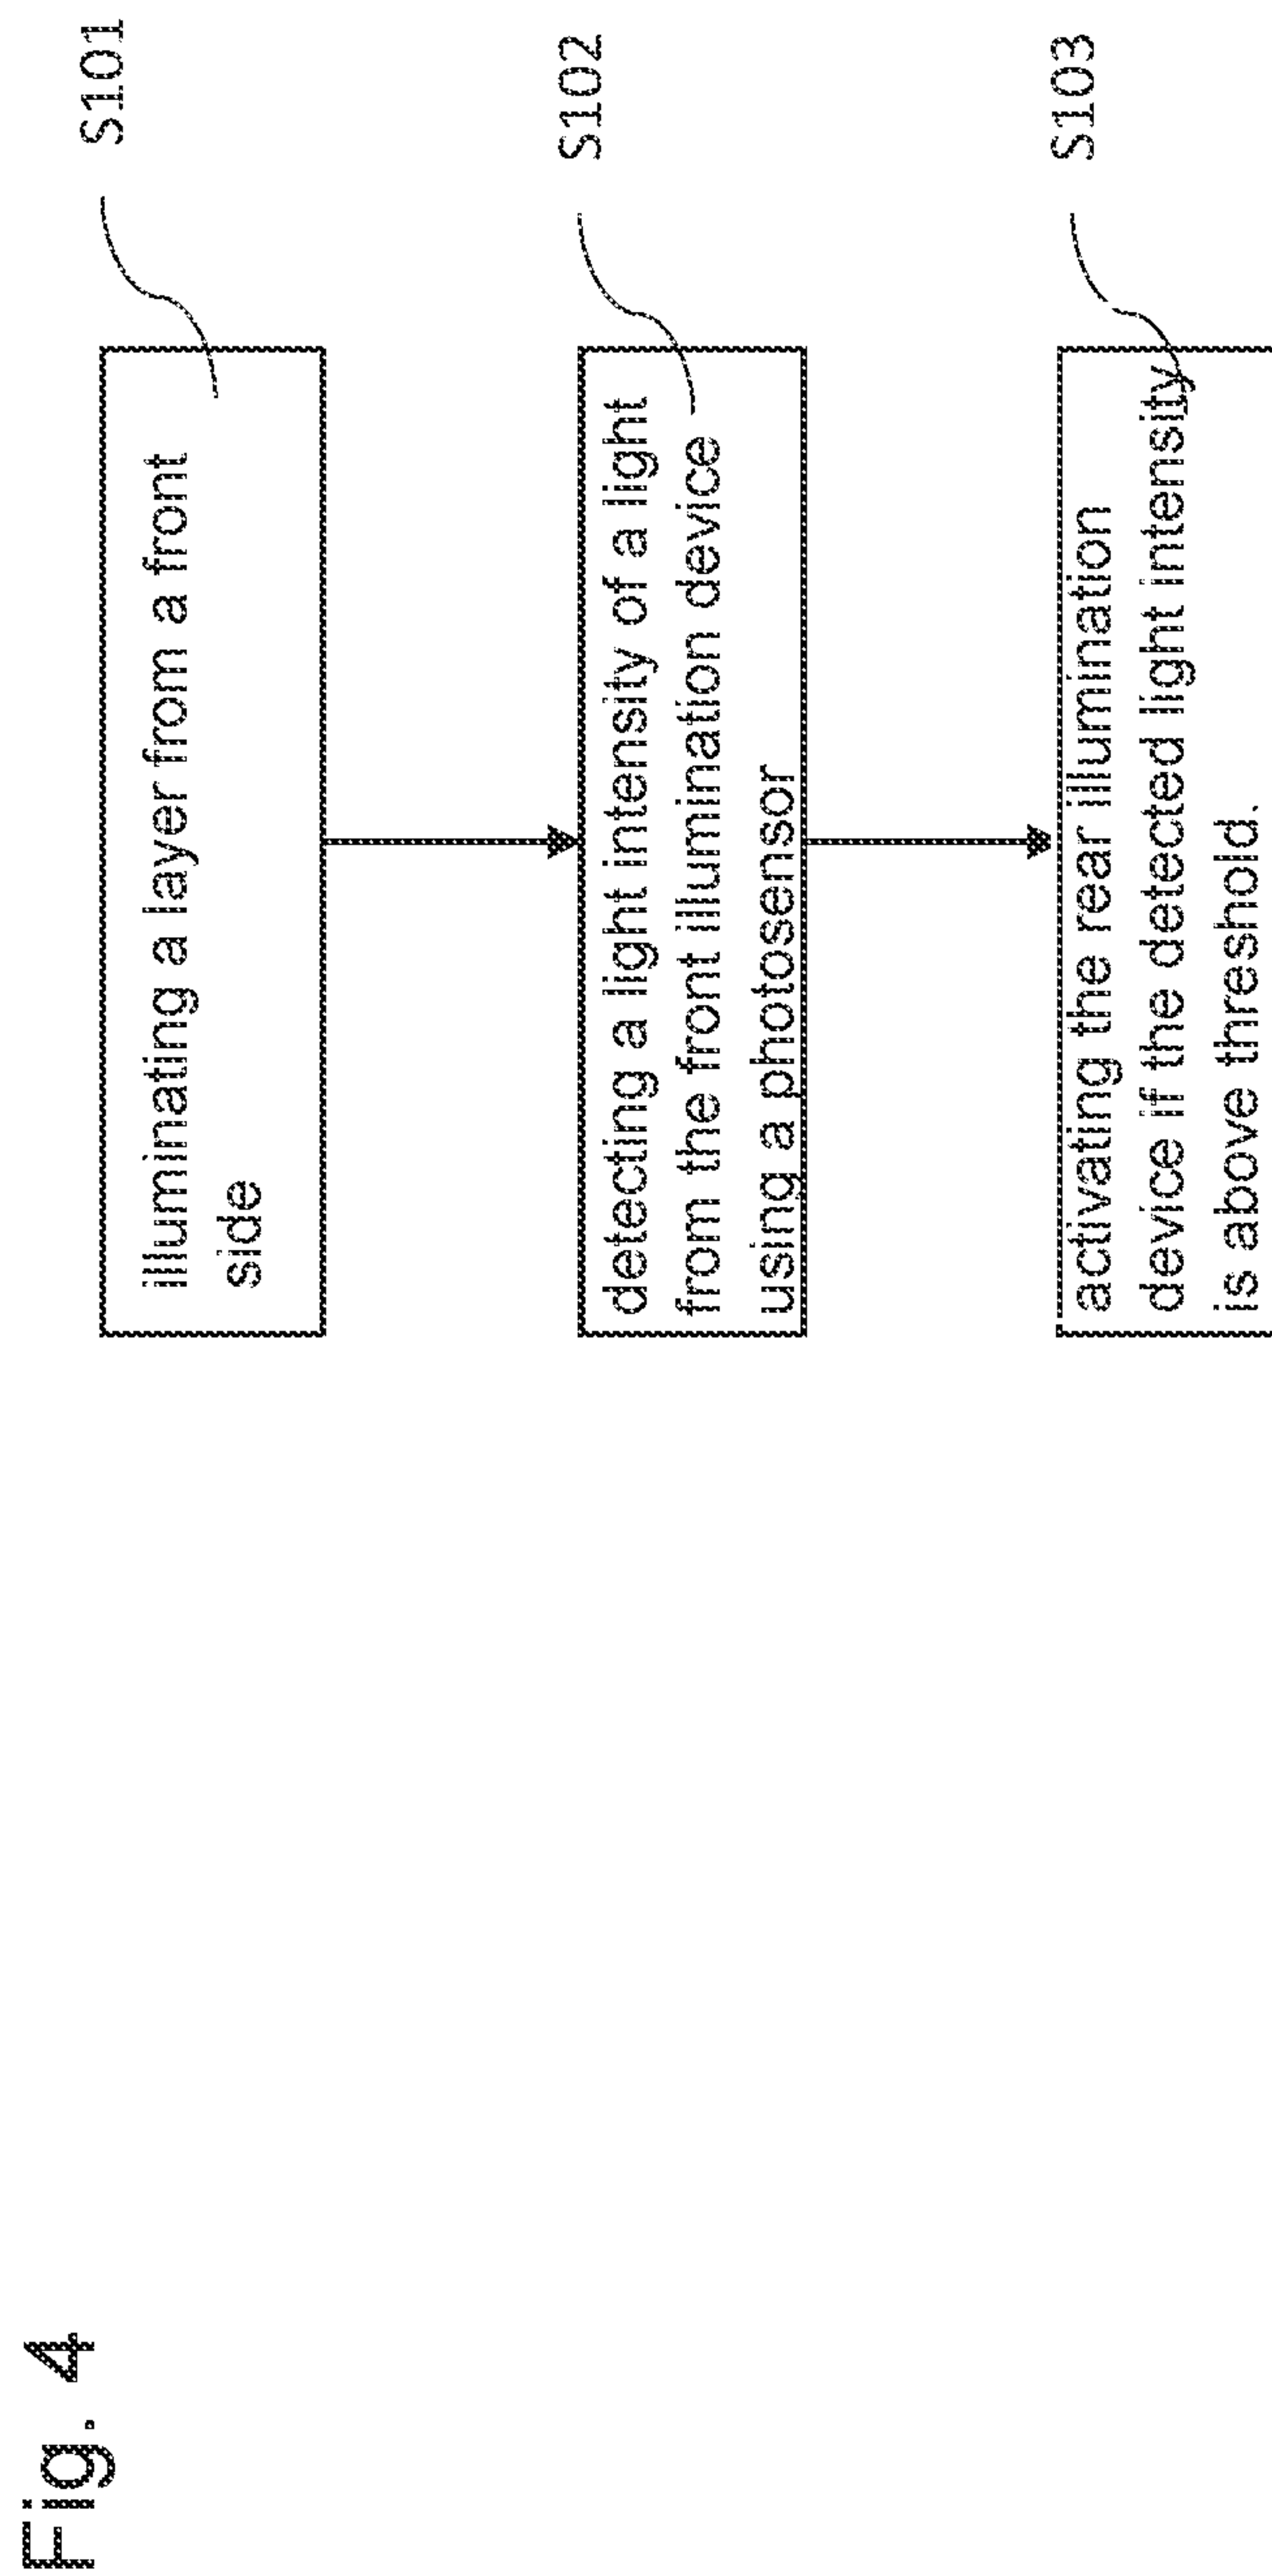 Fig. 4
illuminating a layer from a front
side
S101
detecting a light intensity of a light
from the front illumination device
using a photosensor
S102
activating the rear illumination
device if the detected light intensity
is above threshold.
S103